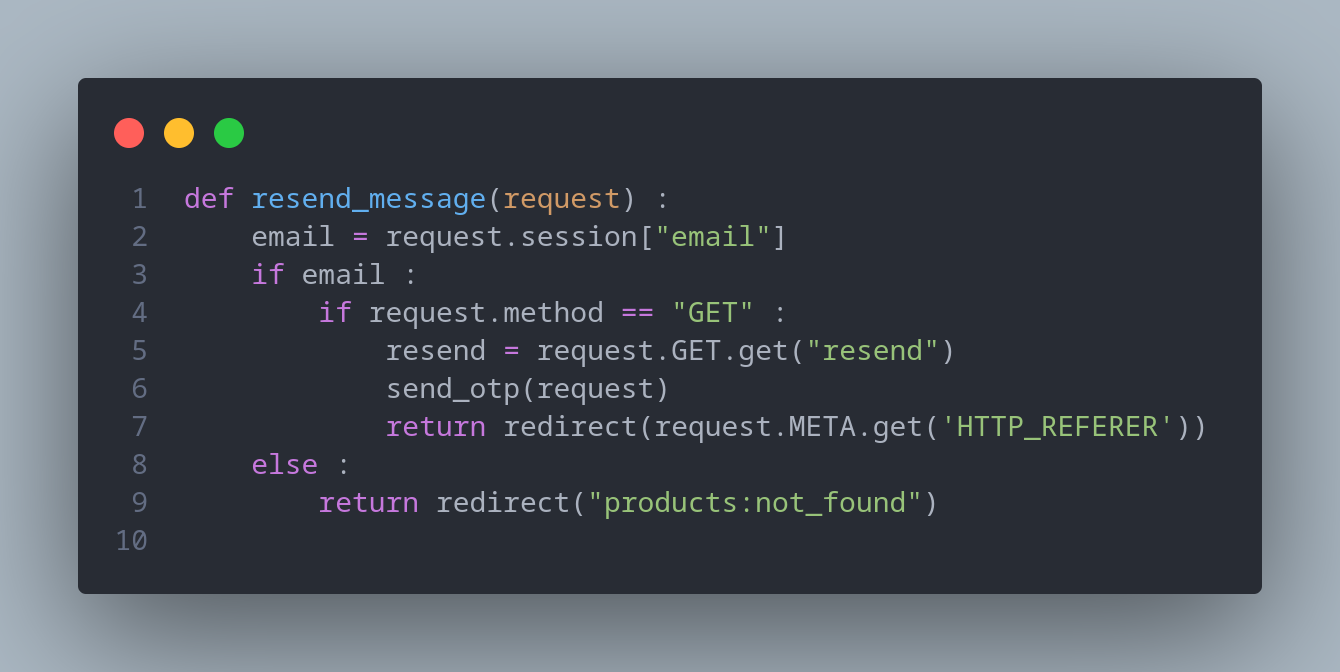 1 def resend_message(request) :
2     email = request.session["email"]
3     if email :
4         if request.method == "GET" :
5             resend = request.GET.get("resend")
6             send_otp(request)
7             return redirect(request.META.get('HTTP_REFERER'))
8     else :
9         return redirect("products:not_found")
10